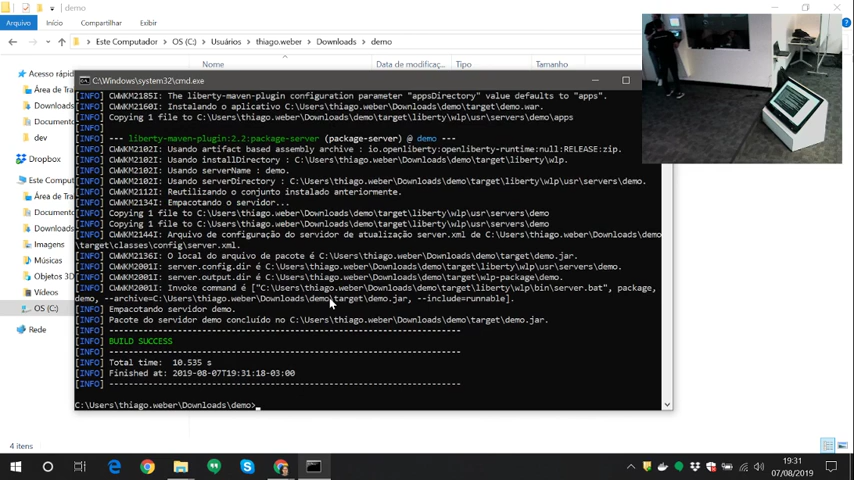 demo
Arquivo
Início
Compartilhar
Exibir
Este Computador
OS (C:)
Usuários
thiago.weber
Downloads
demo
Nome
Data de modificaç...
Tipo
Tamanho
Acesso rápido
Área de Tra
Downloads
dev
Dropbox
Este Comput
Área de Tra
Documento
Downloads
Imagens
Músicas
Objetos 3D
Vídeos
OS (C:)
Rede
C:\Windows\system32\cmd.exe
[INFO] CWWKM2185I: The liberty-maven-plugin configuration parameter "appsDirectory" value defaults to "apps".
[INFO] CWWKM2160I: Instalando o aplicativo C:\Users\thiago.weber\Downloads\demo\target\demo.war.
[INFO] Copying 1 file to C:\Users\thiago.weber\Downloads\demo\target\liberty\wlp\usr\servers\demo\apps
[INFO]
[INFO] --- liberty-maven-plugin:2.2:package-server (package-server) @ demo ---
[INFO] CWWKM2102I: Usando artifact based assembly archive : io.openliberty:openliberty-runtime:null:RELEASE:zip.
[INFO] CWWKM2102I: Usando installDirectory : C:\Users\thiago.weber\Downloads\demo\target\liberty\wlp.
[INFO] CWWKM2102I: Usando serverName : demo.
[INFO] CWWKM2102I: Usando serverDirectory : C:\Users\thiago.weber\Downloads\demo\target\liberty\wlp\usr\servers\demo.
[INFO] CWWKM2112I: Reutilizando o conjunto instalado anteriormente.
[INFO] CWWKM2134I: Empacotando o servidor...
[INFO] Copying 1 file to C:\Users\thiago.weber\Downloads\demo\target\liberty\wlp\usr\servers\demo
[INFO] Copying 1 file to C:\Users\thiago.weber\Downloads\demo\target\liberty\wlp\usr\servers\demo
[INFO] CWWKM2144I: Arquivo de configuração do servidor de atualização server.xml de C:\Users\thiago.weber\Downloads\demo
\target\classes\config\server.xml.
[INFO] CWWKM2136I: O local do arquivo de pacote é C:\Users\thiago.weber\Downloads\demo\target\demo.jar.
[INFO] CWWKM2001I: server.config.dir é C:\Users\thiago.weber\Downloads\demo\target\liberty\wlp\usr\servers\demo.
[INFO] CWWKM2001I: server.output.dir é C:\Users\thiago.weber\Downloads\demo\target\liberty\wlp\usr\servers\demo.
[INFO] CWWKM2001I: Invoke command é ["C:\Users\thiago.weber\Downloads\demo\target\liberty\wlp\bin\server.bat", package,
demo, --archive=C:\Users\thiago.weber\Downloads\demo\target\demo.jar, --include=runnable].
[INFO] Empacotando servidor demo.
[INFO] Pacote do servidor demo concluído no C:\Users\thiago.weber\Downloads\demo\target\demo.jar.
[INFO] ------------------------------------------------------------------------
[INFO] BUILD SUCCESS
[INFO] ------------------------------------------------------------------------
[INFO] Total time: 10.535 s
[INFO] Finished at: 2019-08-07T19:31:18-03:00
[INFO] ------------------------------------------------------------------------
C:\Users\thiago.weber\Downloads\demo>
4 itens
19:31
07/08/2019